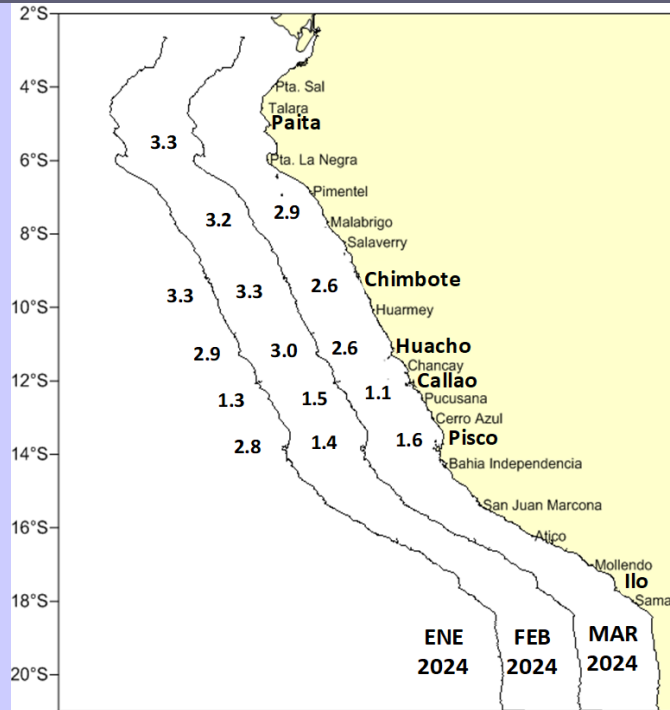 2°S
4°S
Pta. Sal
Talara
Paita
3.3
6°S
Pta. La Negra
Pimentel
2.9
3.2
Malabrigo
8°S
Salaverry
Chimbote
2.6
3.3
3.3
10°S
Huarmey
Huacho
2.6
3.0
2.9
Chancay
12°S
Callao
1.1
Pucusana
1.5
1.3
Cerro Azul
Pisco
1.6
1.4
2.8
14°S
Bahia Independencia
San Juan Marcona
16°S
Atico
Mollendo
Ilo
18°S
Sama
ENE
2024
FEB
2024
MAR
2024
20°S